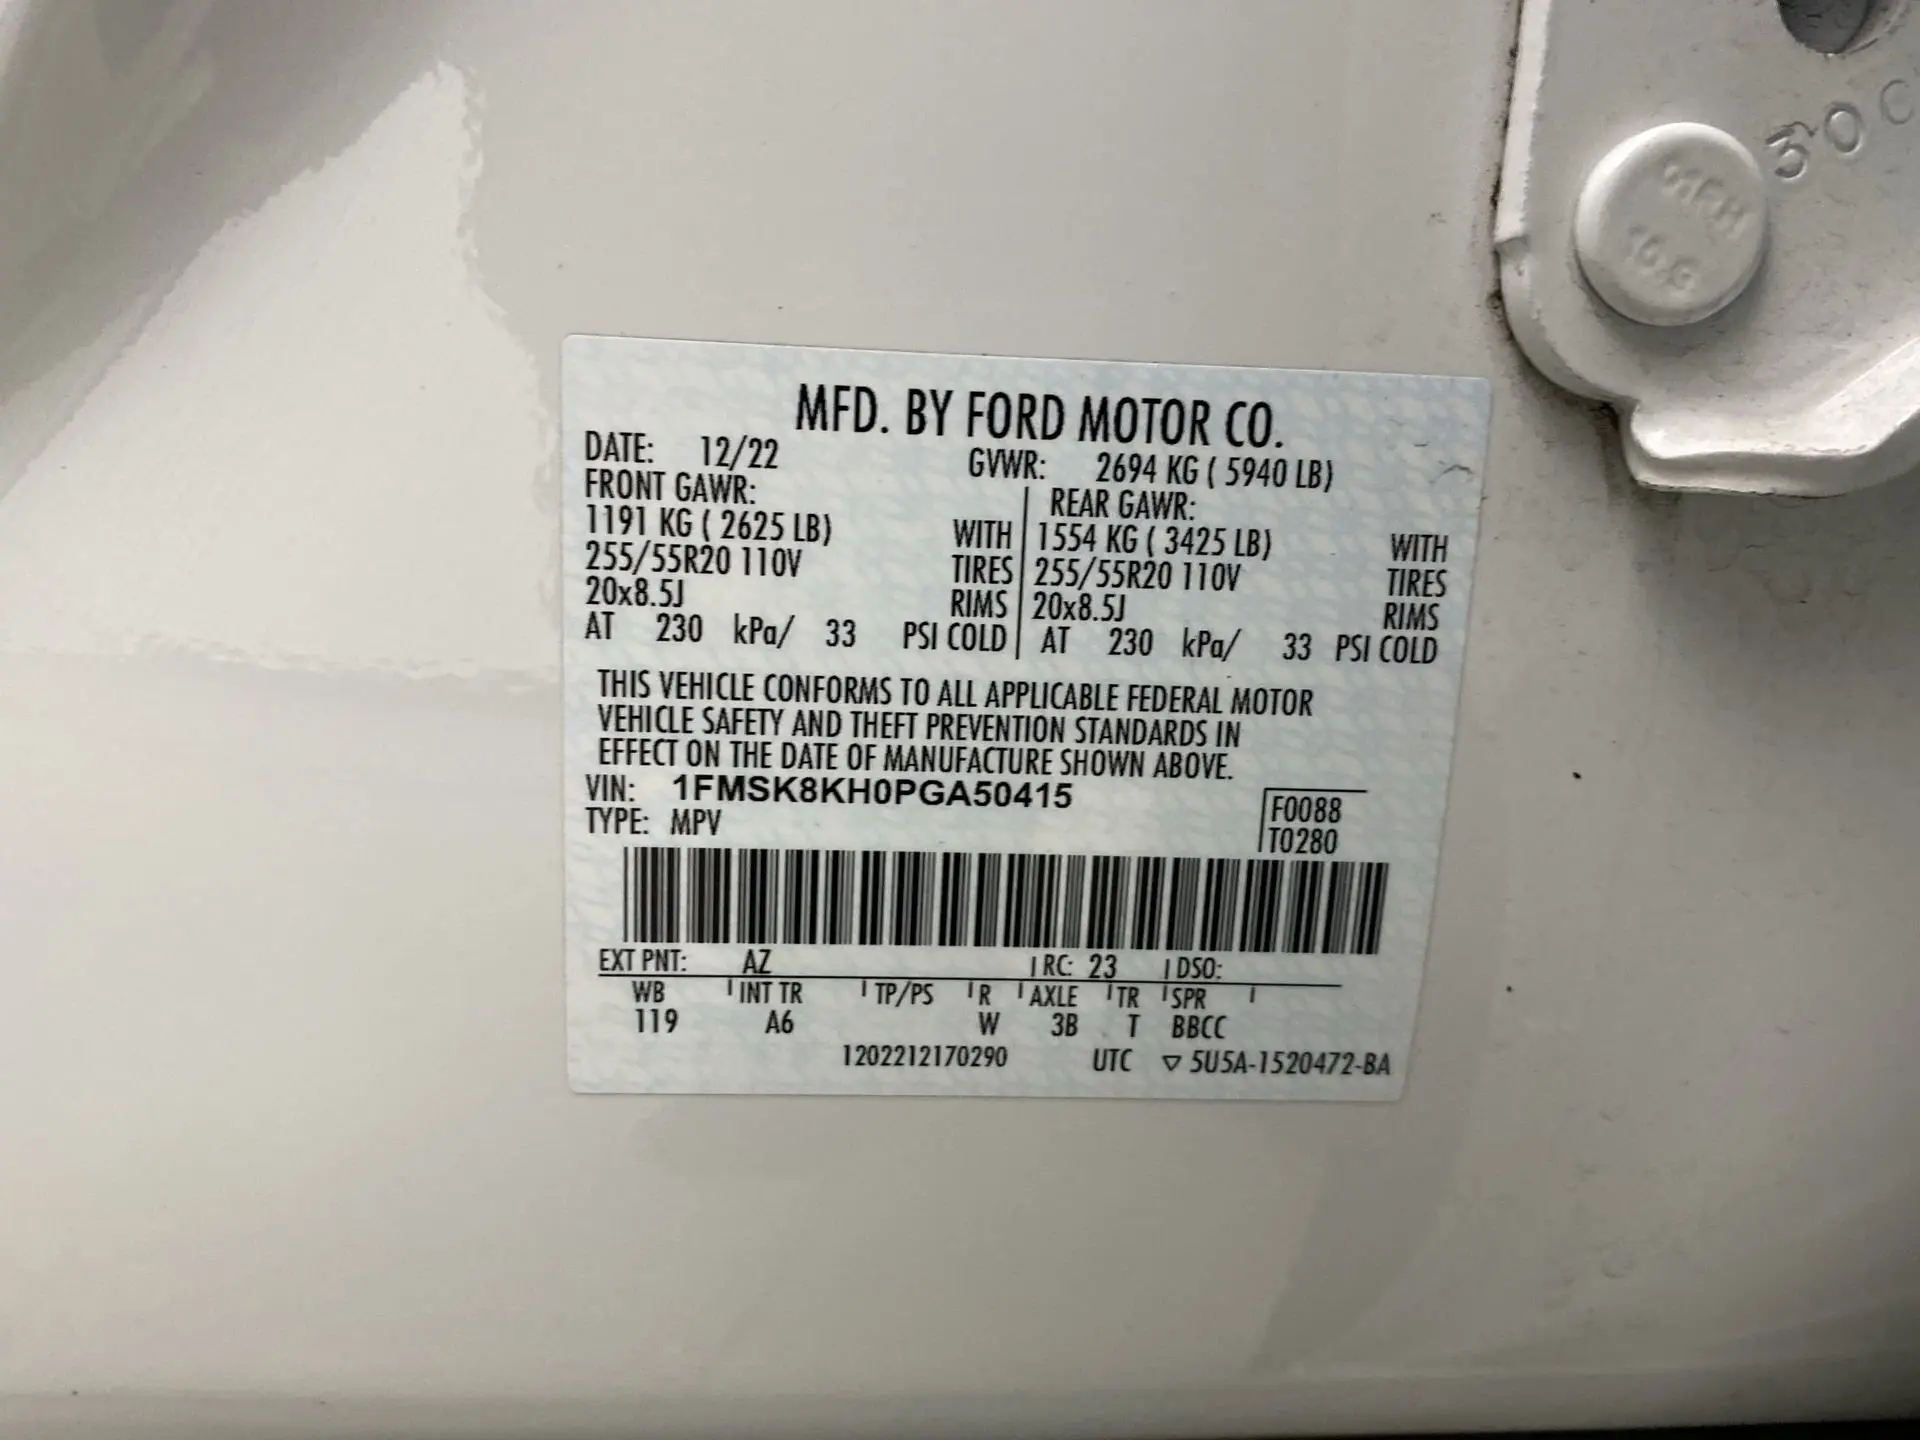 30C
MFD. BY FORD MOTOR CO.
DATE: 12/22 GVWR: 2694 KG ( 5940 LB)
FRONT GAWR: REAR GAWR:
1191 KG ( 2625 LB) WITH 1554 KG ( 3425 LB) WITH
255/55R20 110V TIRES 255/55R20 110V TIRES
20x8.5J RIMS 20x8.5J RIMS
AT 230 kPa/ 33 PSI COLD AT 230 kPa/ 33 PSI COLD
THIS VEHICLE CONFORMS TO ALL APPLICABLE FEDERAL MOTOR
VEHICLE SAFETY AND THEFT PREVENTION STANDARDS IN
EFFECT ON THE DATE OF MANUFACTURE SHOWN ABOVE.
VIN: 1FMSK8KH0PGA50415 F0088
TYPE: MPV T0280
EXT PNT: AZ RC: 23 DSO:
WB INT TR TP/PS R AXLE TR SPR
119 A6 W 3B T BBCC
1202212170290 UTC ▽ 5U5A-1520472-BA